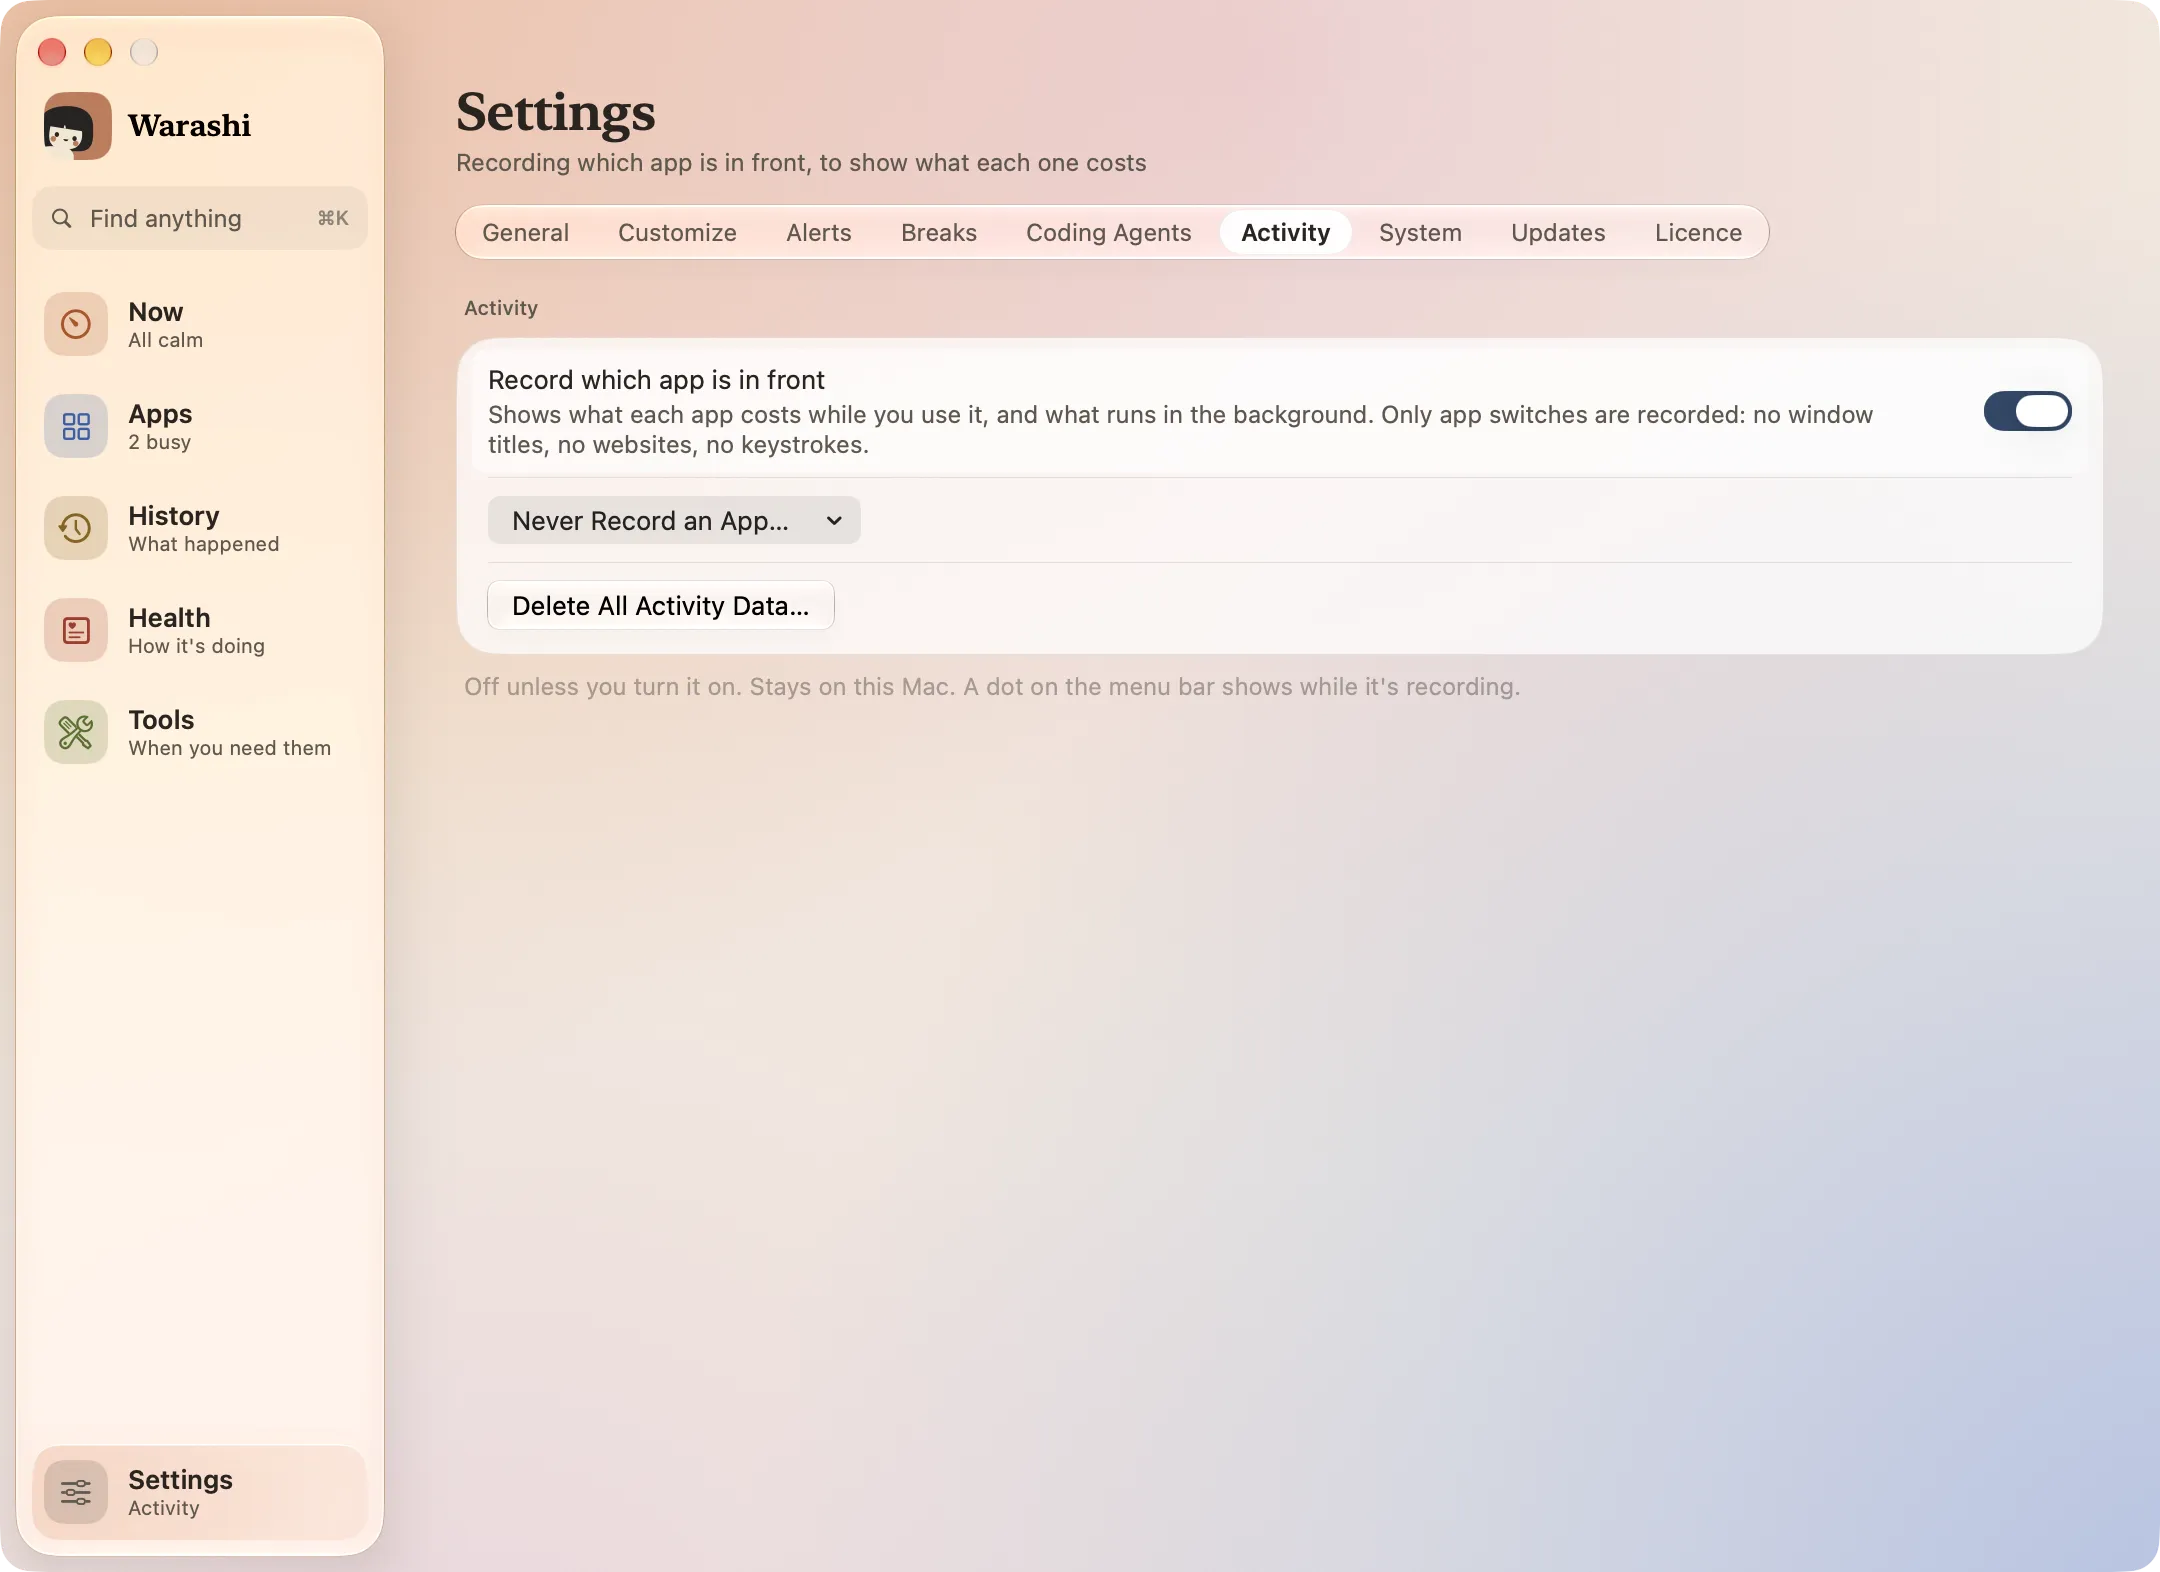 Warashi
Find anything
⌘K
Now
All calm
Apps
2 busy
History
What happened
Health
How it's doing
Tools
When you need them
Settings
Activity
Settings
Recording which app is in front, to show what each one costs
General
Customize
Alerts
Breaks
Coding Agents
Activity
System
Updates
Licence
Activity
Record which app is in front
Shows what each app costs while you use it, and what runs in the background. Only app switches are recorded: no window
titles, no websites, no keystrokes.
Never Record an App...
Delete All Activity Data...
Off unless you turn it on. Stays on this Mac. A dot on the menu bar shows while it's recording.